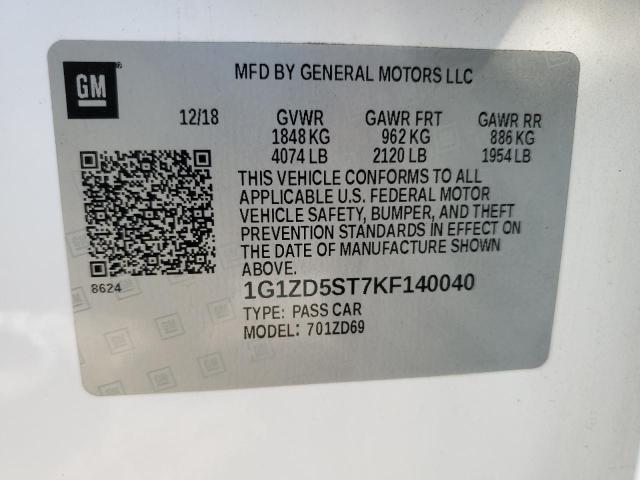 GM
®
MFD BY GENERAL MOTORS LLC
12/18 GVWR GAWR FRT GAWR RR
1848 KG 962 KG 886 KG
4074 LB 2120 LB 1954 LB
THIS VEHICLE CONFORMS TO ALL
APPLICABLE U.S. FEDERAL MOTOR
VEHICLE SAFETY, BUMPER, AND THEFT
PREVENTION STANDARDS IN EFFECT ON
THE DATE OF MANUFACTURE SHOWN
ABOVE.
8624
1G1ZD5ST7KF140040
TYPE: PASS CAR
MODEL: 701ZD69